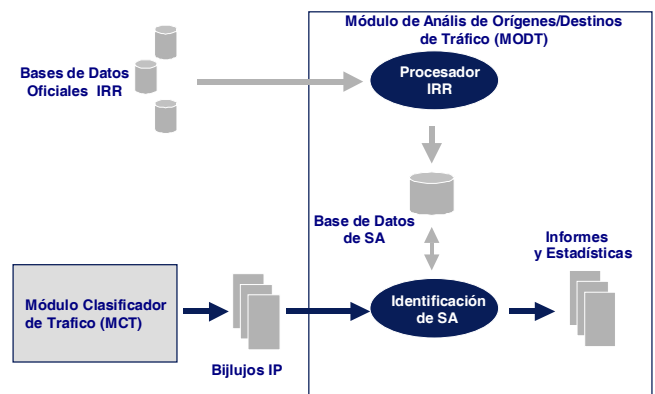 Módulo de Anális de Orígenes/Destinos
de Tráfico (MODT)
Bases de Datos
Oficiales IRR
Procesador
IRR
Base de Datos
de SA
Informes
y Estadísticas
Módulo Clasificador
de Trafico (MCT)
Identificación
de SA
Bijlujos IP